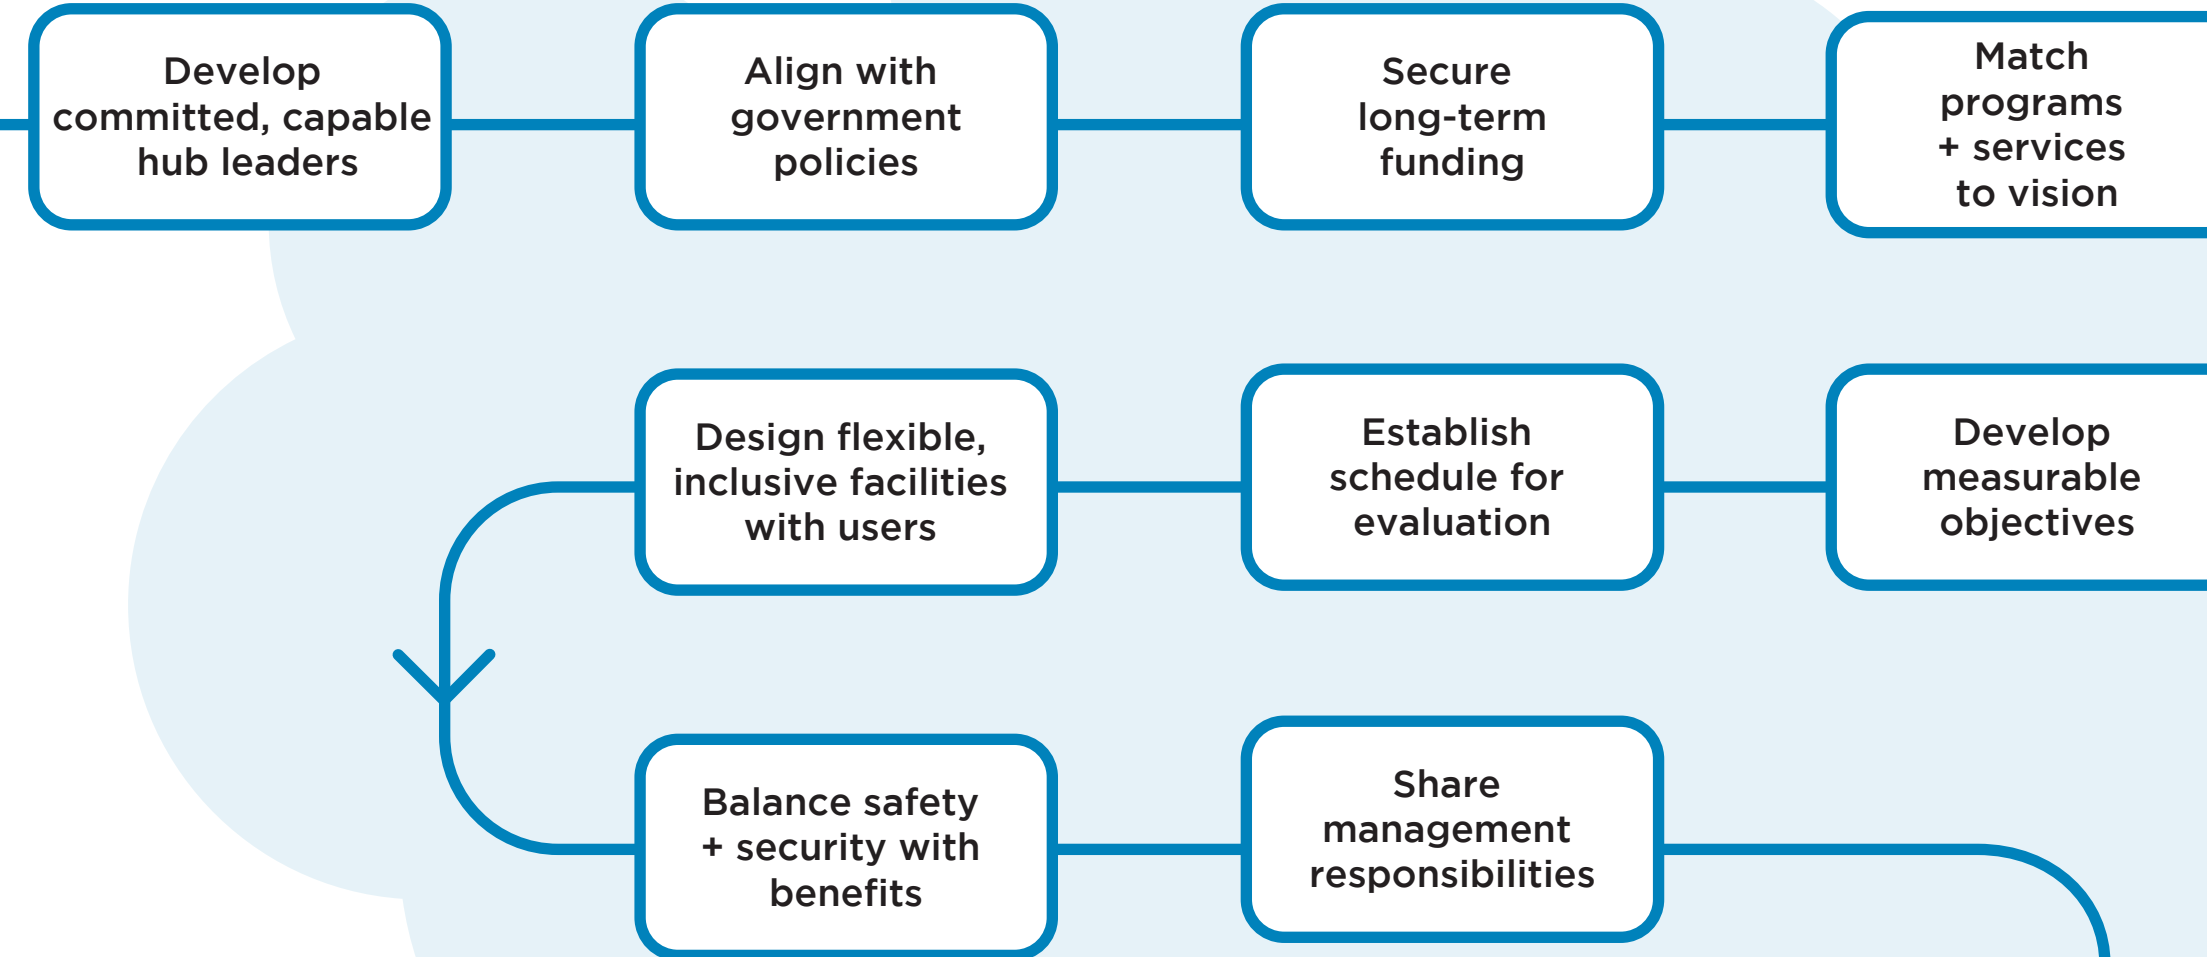 Develop
committed, capable
hub leaders
Align with
government
policies
Secure
long-term
funding
Match
programs
+ services
to vision
Design flexible,
inclusive facilities
with users
Establish
schedule for
evaluation
Develop
measurable
objectives
Balance safety
+ security with
benefits
Share
management
responsibilities